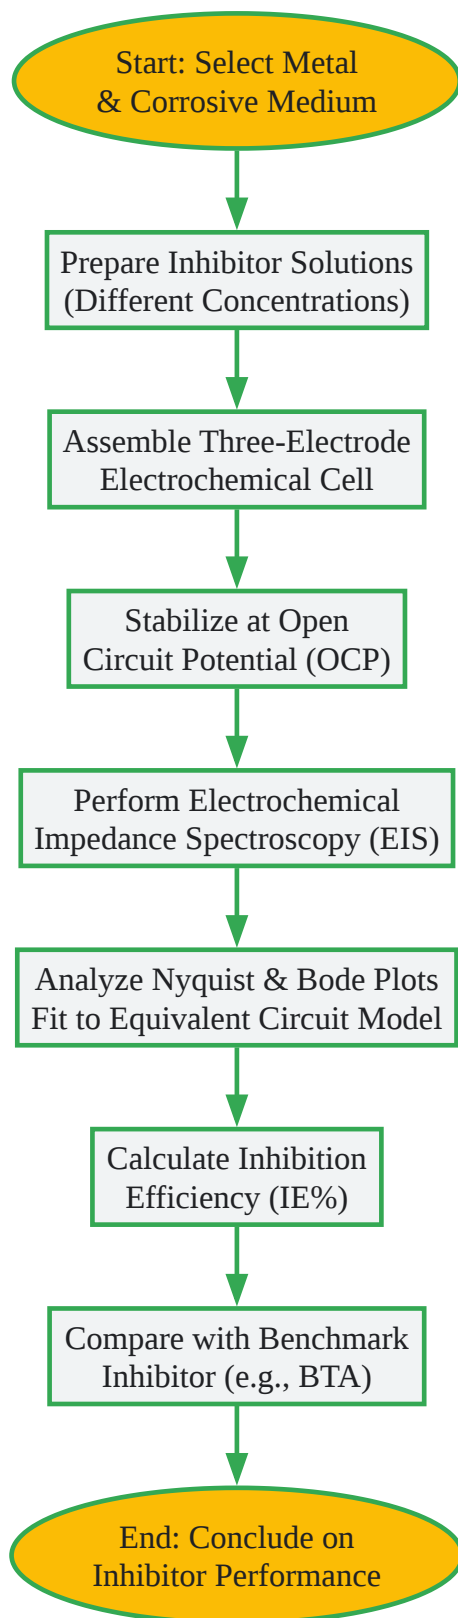 Start: Select Metal
& Corrosive Medium
Prepare Inhibitor Solutions
(Different Concentrations)
Assemble Three-Electrode
Electrochemical Cell
Stabilize at Open
Circuit Potential (OCP)
Perform Electrochemical
Impedance Spectroscopy (EIS)
Analyze Nyquist & Bode Plots
Fit to Equivalent Circuit Model
Calculate Inhibition
Efficiency (IE%)
Compare with Benchmark
Inhibitor (e.g., BTA)
End: Conclude on
Inhibitor Performance